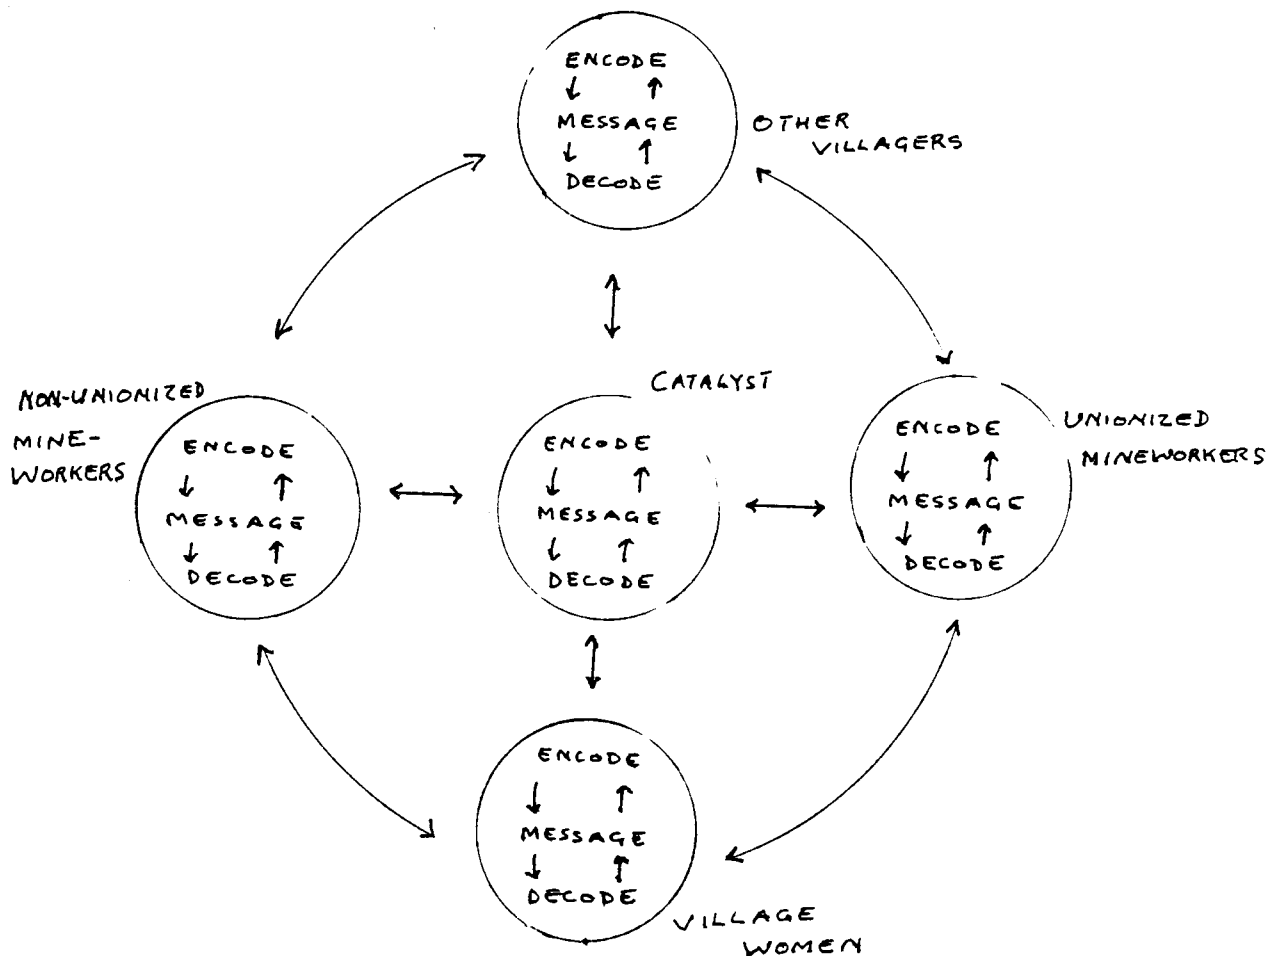 ENCODE
MESSAGE
DECODE
OTHER
VILLAGERS
NON-UNIONIZED
MINE-
WORKERS
ENCODE
MESSAGE
DECODE
CATALYST
ENCODE
MESSAGE
DECODE
UNIONIZED
MINEWORKERS
ENCODE
MESSAGE
DECODE
ENCODE
MESSAGE
DECODE
VILLAGE
WOMEN